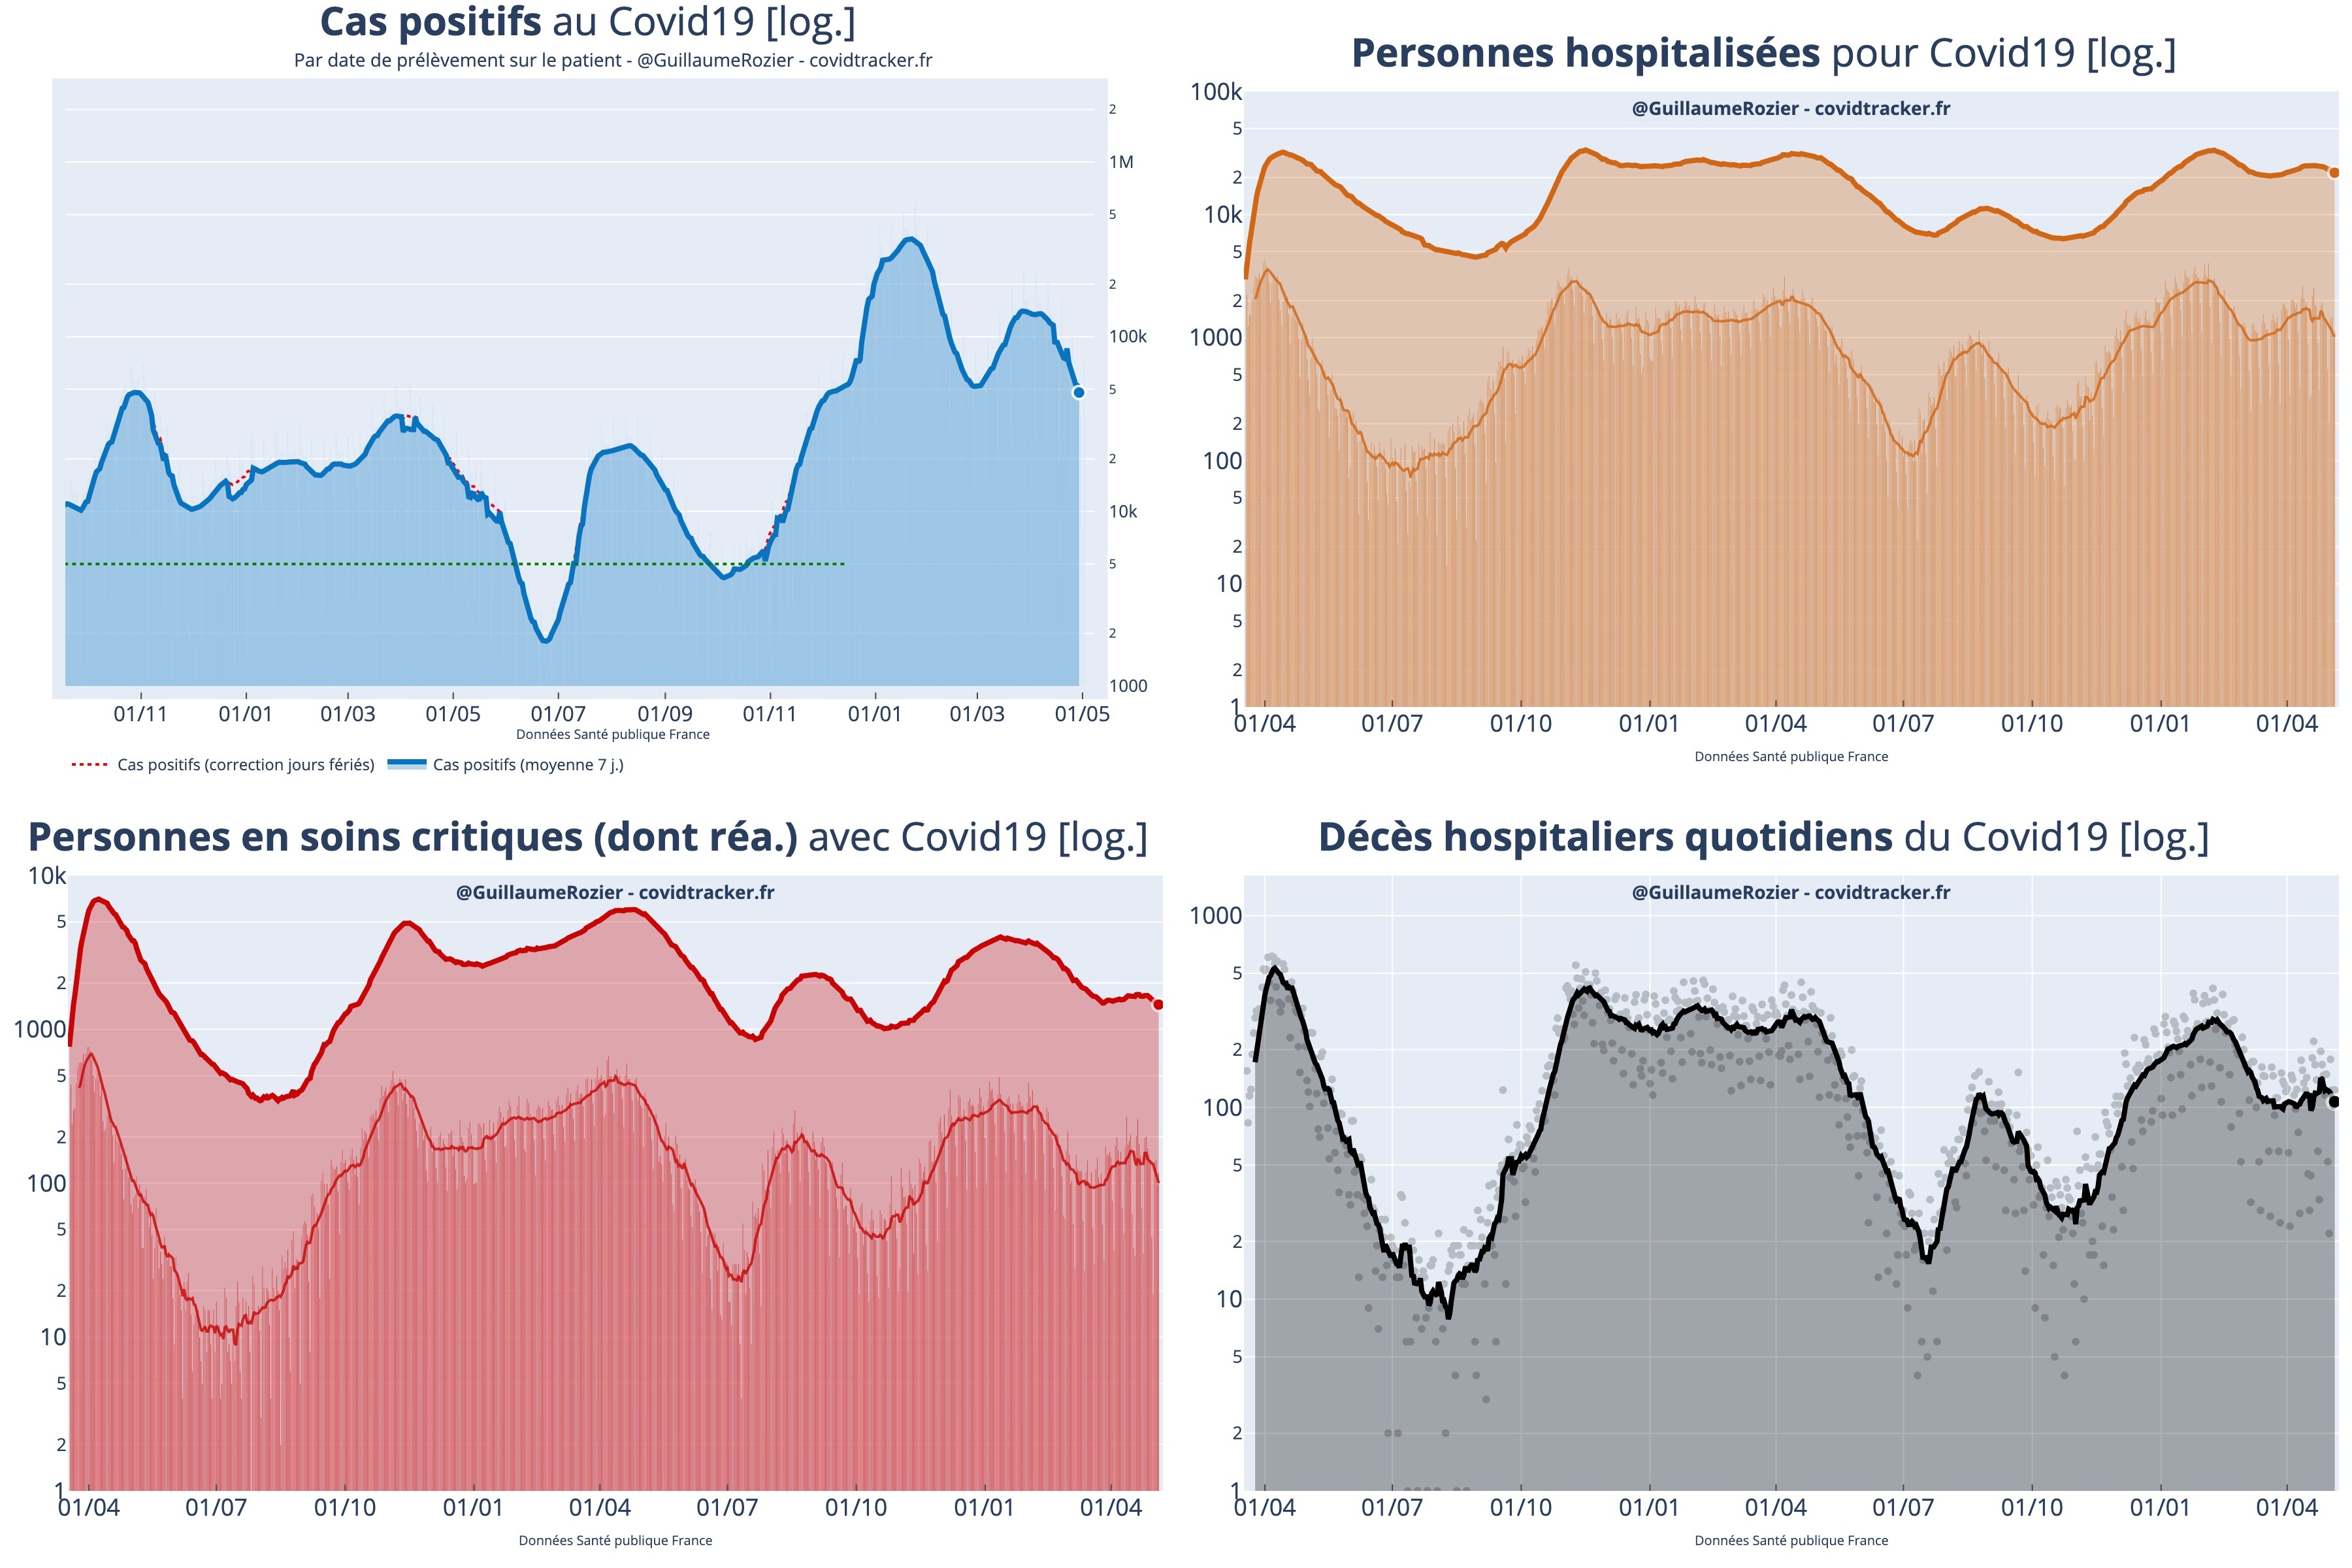 Cas positifs au Covid19 [log.]
Par date de prélèvement sur le patient - @GuillaumeRozier - covidtracker.fr
2
1M
5
2
100k
5
2
10k
5
2
1000
01/11 01/01 01/03 01/05 01/07 01/09 01/11 01/01 01/03 01/05
Données Santé publique France
Cas positifs (correction jours fériés) Cas positifs (moyenne 7 j.)
Personnes hospitalisées pour Covid19 [log.]
@GuillaumeRozier - covidtracker.fr
100k
5
2
10k
5
2
1000
5
2
100
5
2
10
5
2
1
01/04 01/07 01/10 01/01 01/04 01/07 01/10 01/01 01/04
Données Santé publique France
Personnes en soins critiques (dont réa.) avec Covid19 [log.]
@GuillaumeRozier - covidtracker.fr
10k
5
2
1000
5
2
100
5
2
10
5
2
1
01/04 01/07 01/10 01/01 01/04 01/07 01/10 01/01 01/04
Données Santé publique France
Décès hospitaliers quotidiens du Covid19 [log.]
@GuillaumeRozier - covidtracker.fr
1000
5
2
100
5
2
10
5
2
1
01/04 01/07 01/10 01/01 01/04 01/07 01/10 01/01 01/04
Données Santé publique France